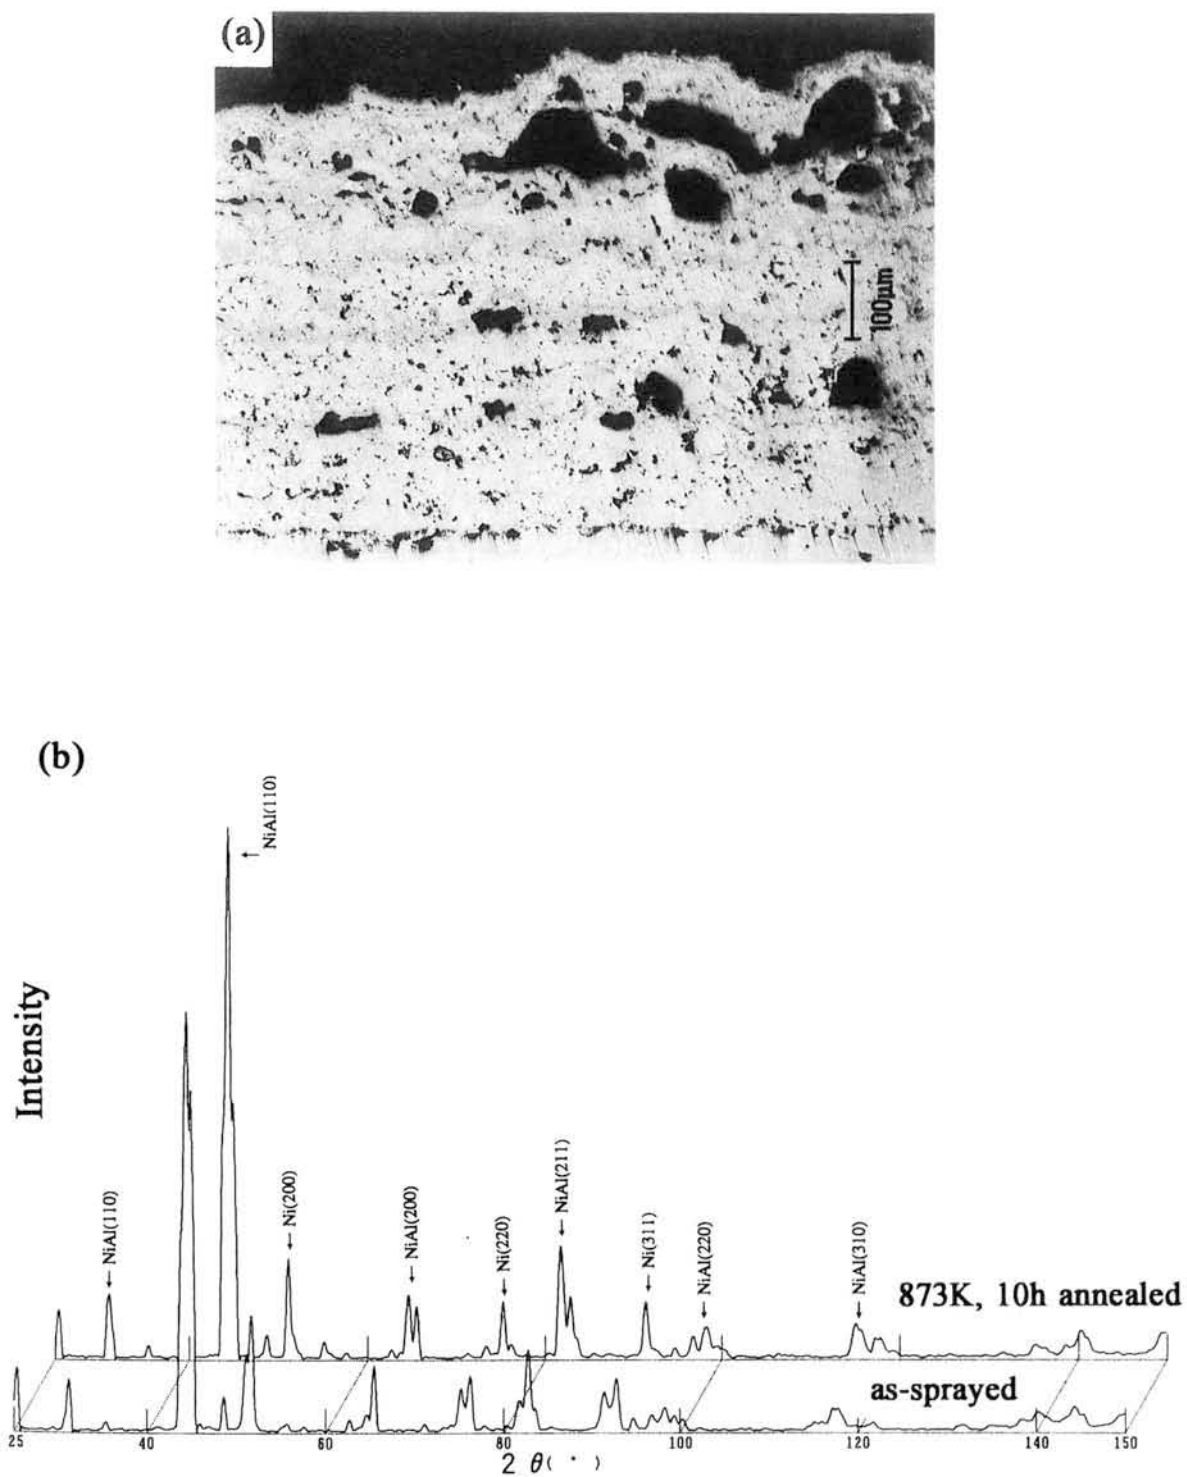 (a)
100μm
(b)
NiAl(110)
Intensity
NiAl(110)
Ni(200)
NiAl(200)
Ni(220)
NiAl(211)
Ni(311)
NiAl(220)
NiAl(310)
873K, 10h annealed
as-sprayed
25 40 60 80 100 120 140 150
2 θ( ° )